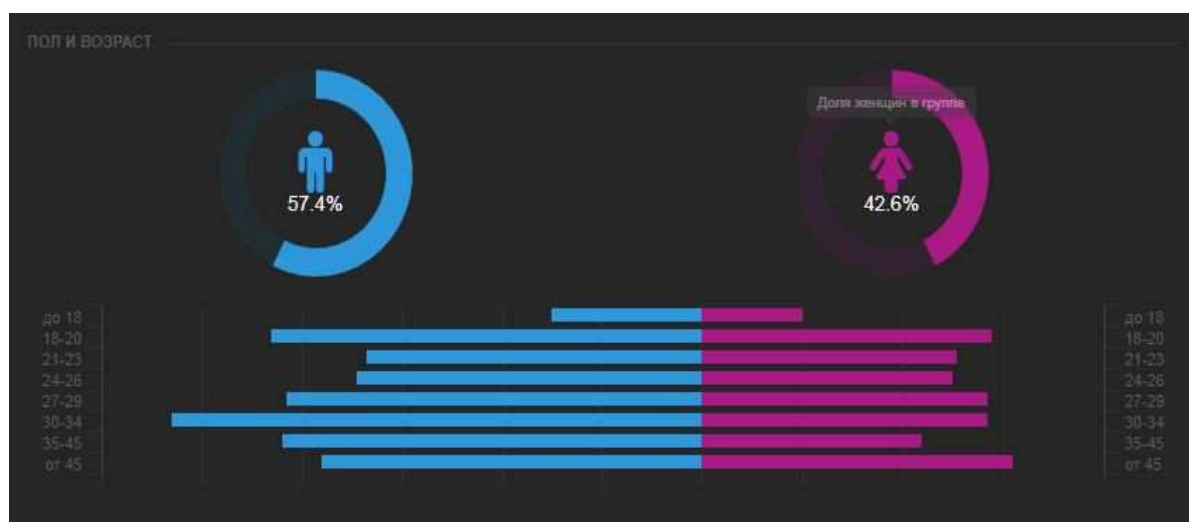 ПОЛ И ВОЗРАСТ
Доля женщин в группе
57.4%
42.6%
до 18
до 18
18-20
18-20
21-23
21-23
24-26
24-26
27-29
27-29
30-34
30-34
35-45
35-45
от 45
от 45